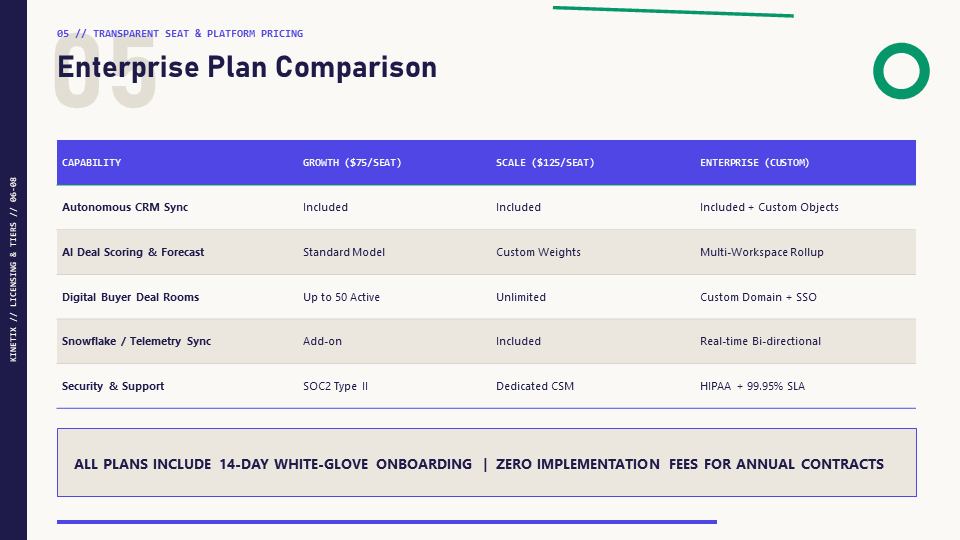 05 // TRANSPARENT SEAT & PLATFORM PRICING
05
Enterprise Plan Comparison
CAPABILITY GROWTH ($75/SEAT) SCALE ($125/SEAT) ENTERPRISE (CUSTOM)
Autonomous CRM Sync Included Included Included + Custom Objects
AI Deal Scoring & Forecast Standard Model Custom Weights Multi-Workspace Rollup
Digital Buyer Deal Rooms Up to 50 Active Unlimited Custom Domain + SSO
Snowflake / Telemetry Sync Add-on Included Real-time Bi-directional
Security & Support SOC2 Type II Dedicated CSM HIPAA + 99.95% SLA
ALL PLANS INCLUDE 14-DAY WHITE-GLOVE ONBOARDING | ZERO IMPLEMENTATION FEES FOR ANNUAL CONTRACTS
KINETIX // LICENSING & TIERS // 06-08